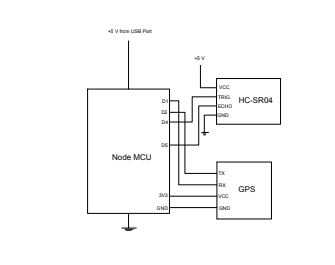 +5 V from USB Port
+5 V
VCC
TRIG
ECHO
GND
HC-SR04
D1
D2
D4
D5
Node MCU
3V3
GND
TX
RX
VCC
GND
GPS